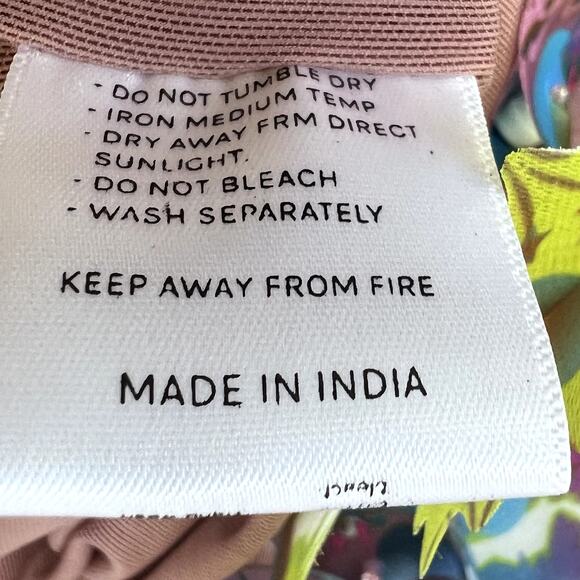 - DO NOT TUMBLE DRY
- IRON MEDIUM TEMP
- DRY AWAY FRM DIRECT
SUNLIGHT.
- DO NOT BLEACH
- WASH SEPARATELY
KEEP AWAY FROM FIRE
MADE IN INDIA